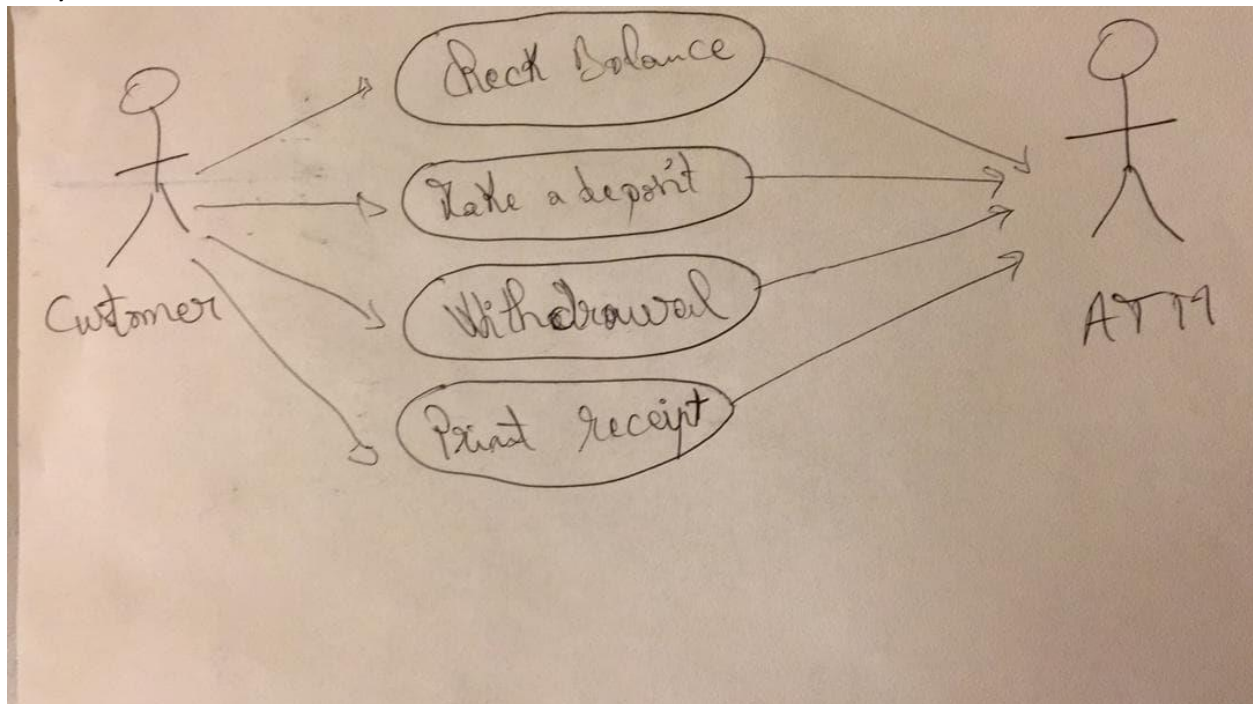 Check Balance
Make a deposit
Withdrawal
Print receipt
Customer
ATM